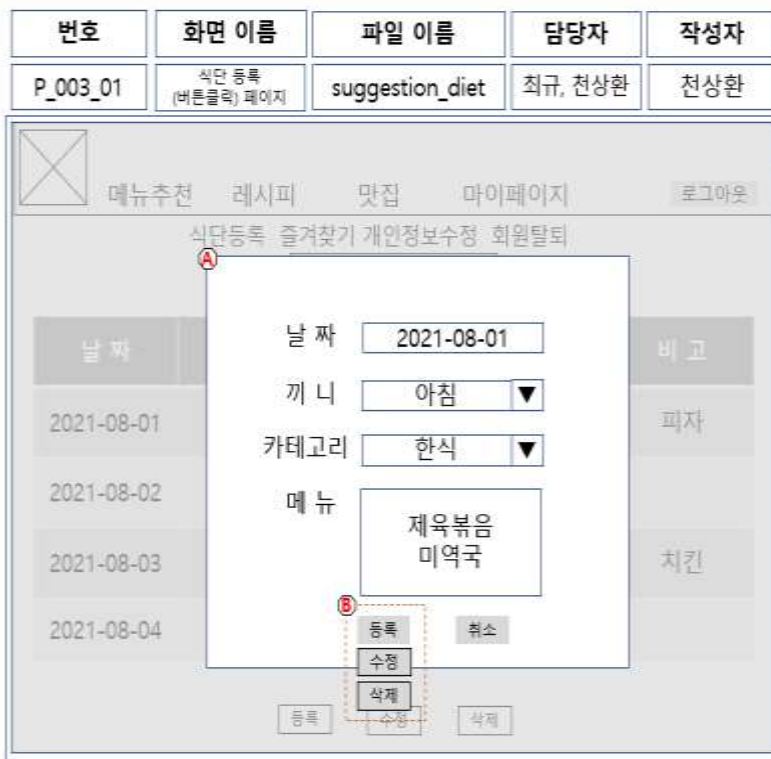 번호 화면 이름 파일 이름 담당자 작성자
P_003_01 식단 등록 (버튼클릭) 페이지 suggestion_diet 최규, 천상환 천상환
메뉴추천 레시피 맛집 마이페이지 로그아웃
식단등록 즐겨찾기 개인정보수정 회원탈퇴
A
날 짜 비 고
날 짜 2021-08-01
끼 니 아침 ▼
2021-08-01 피자
카테고리 한식 ▼
2021-08-02
메 뉴
제육볶음
미역국
2021-08-03 치킨
B
2021-08-04
등록 취소
수정
삭제
등록 수정 삭제